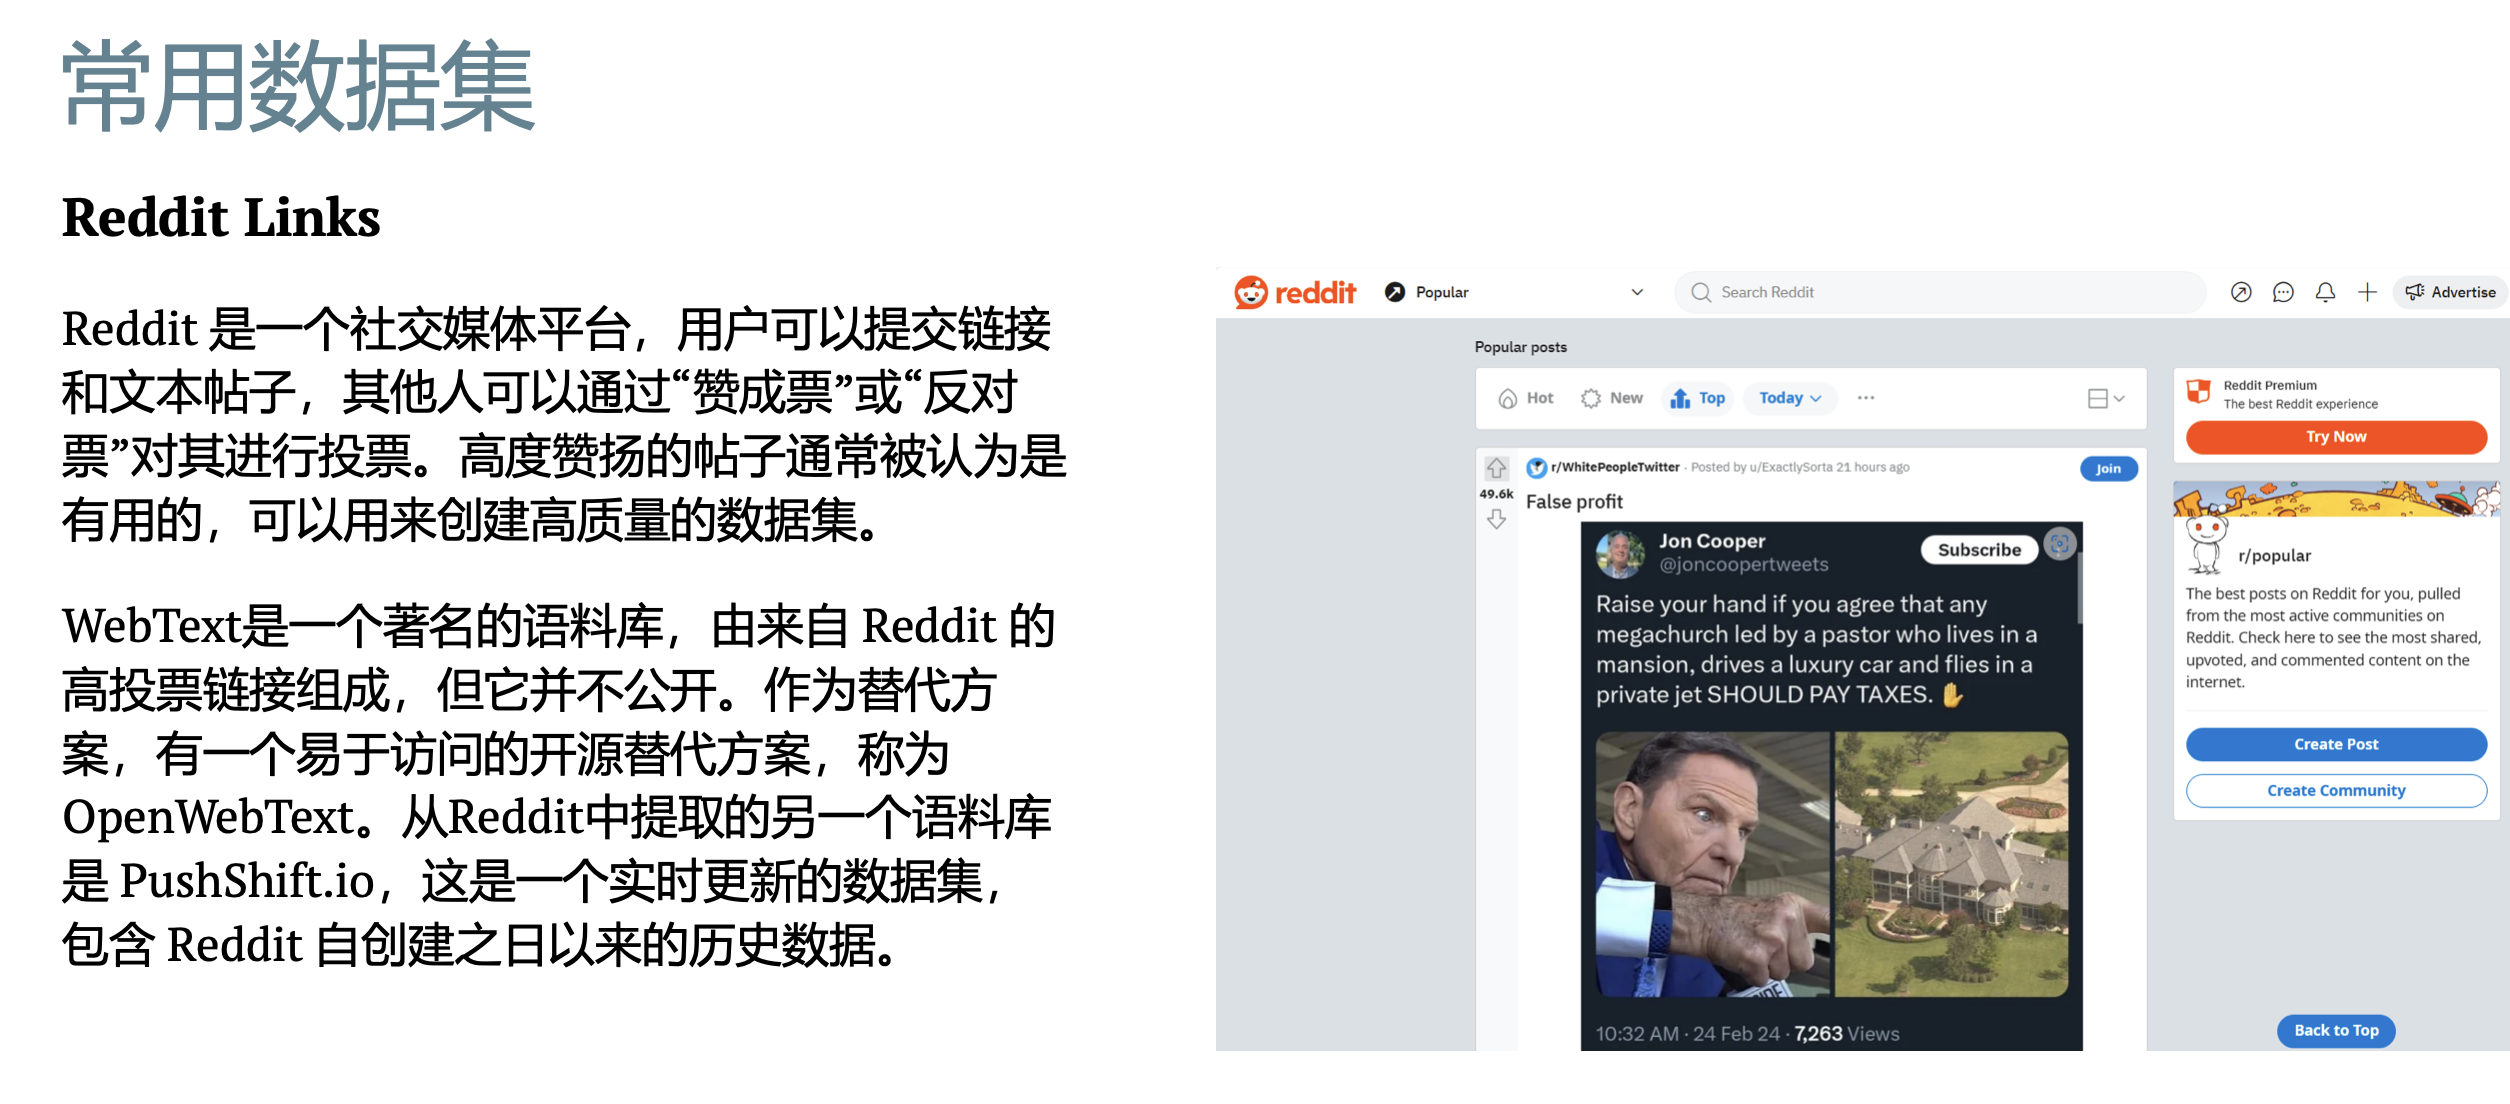 常用数据集
Reddit Links
Reddit 是一个社交媒体平台，用户可以提交链接
和文本帖子，其他人可以通过“赞成票”或“反对
票”对其进行投票。高度赞扬的帖子通常被认为是
有用的，可以用来创建高质量的数据集。
WebText是一个著名的语料库，由来自 Reddit 的
高投票链接组成，但它并不公开。作为替代方
案，有一个易于访问的开源替代方案，称为
OpenWebText。从Reddit中提取的另一个语料库
是 PushShift.io，这是一个实时更新的数据集，
包含 Reddit 自创建之日以来的历史数据。
reddit Popular Search Reddit Advertise
Popular posts
Hot New Top Today ···
r/WhitePeopleTwitter · Posted by u/ExactlySorta 21 hours ago Join
49.6k
False profit
Jon Cooper
@joncoopertweets
Subscribe
Raise your hand if you agree that any
megachurch led by a pastor who lives in a
mansion, drives a luxury car and flies in a
private jet SHOULD PAY TAXES. ✋
10:32 AM · 24 Feb 24 · 7,263 Views
Reddit Premium
The best Reddit experience
Try Now
r/popular
The best posts on Reddit for you, pulled
from the most active communities on
Reddit. Check here to see the most shared,
upvoted, and commented content on the
internet.
Create Post
Create Community
Back to Top